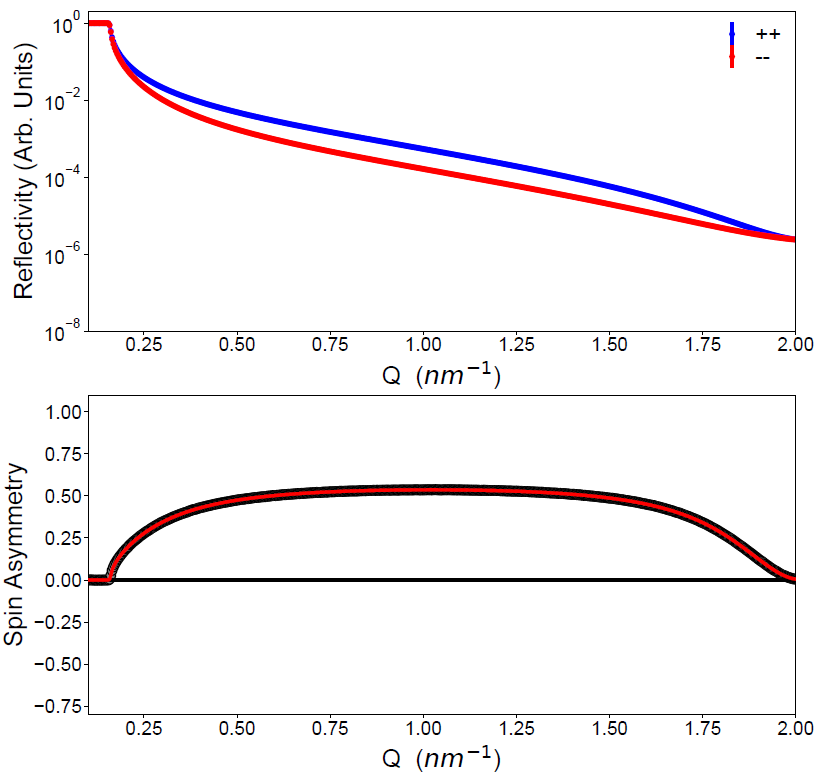 Reflectivity (Arb. Units)
10^0
10^−2
10^−4
10^−6
10^−8
++
--
0.25 0.50 0.75 1.00 1.25 1.50 1.75 2.00
Q (nm^−1)
Spin Asymmetry
1.00
0.75
0.50
0.25
0.00
−0.25
−0.50
−0.75
0.25 0.50 0.75 1.00 1.25 1.50 1.75 2.00
Q (nm^−1)